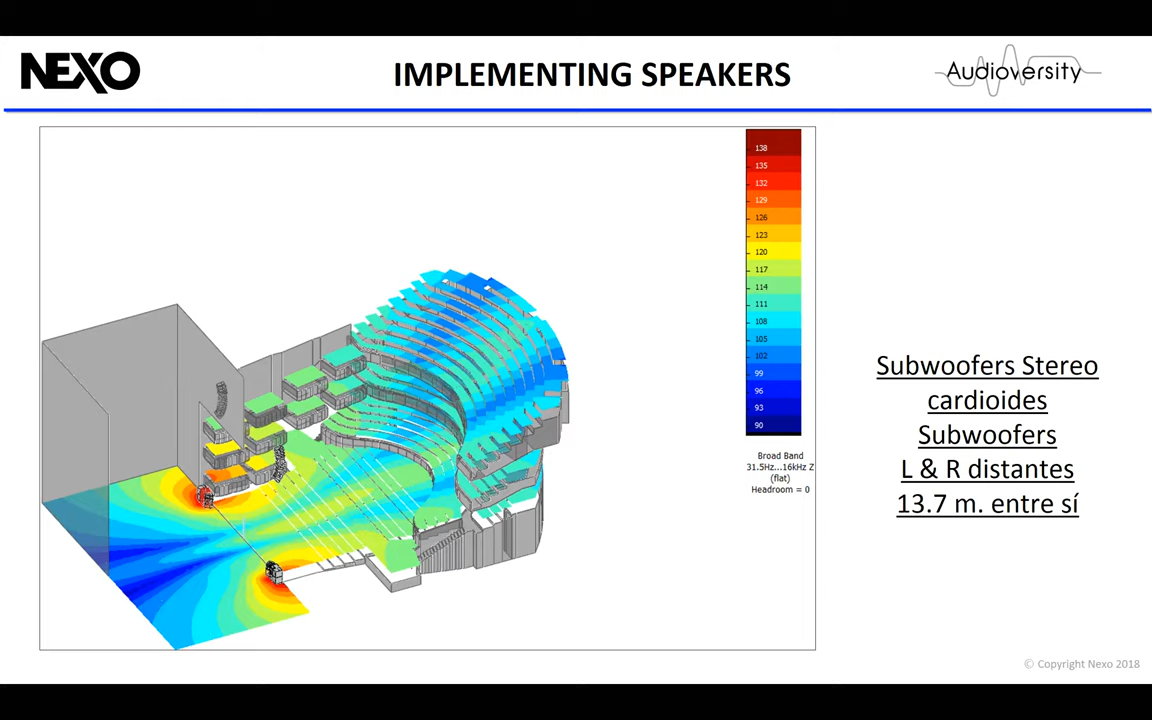 NEXO
IMPLEMENTING SPEAKERS
Audioversity
138
135
132
129
126
123
120
117
114
111
108
105
102
99
96
93
90
Broad Band
31.5Hz...16kHz Z
(flat)
Headroom = 0
Subwoofers Stereo
cardioides
Subwoofers
L & R distantes
13.7 m. entre sí
© Copyright Nexo 2018